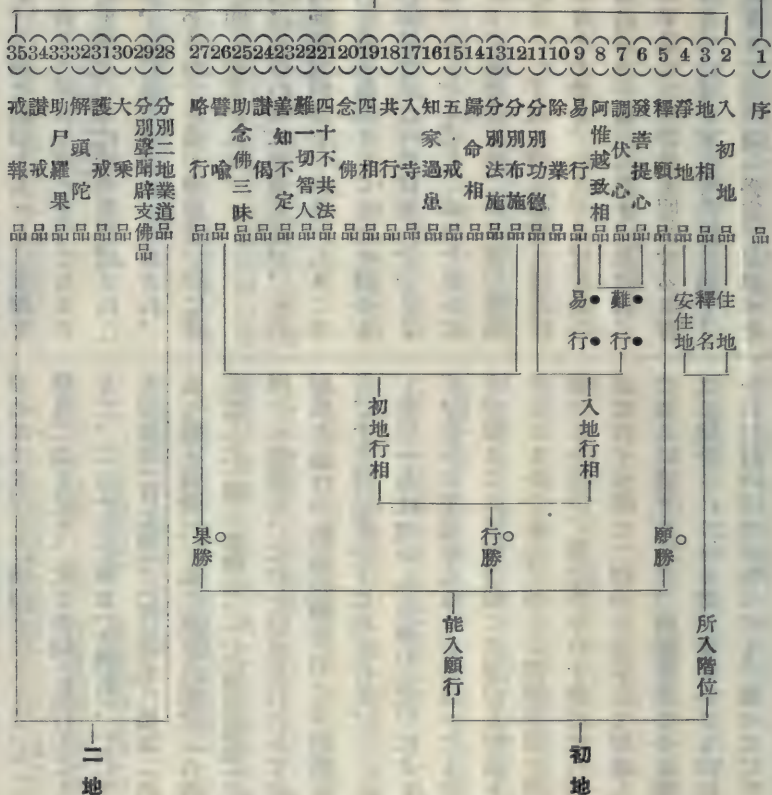 (1) 序品
(2) 入初地品
(3) 地相品
(4) 淨地品
(5) 釋願品
(6) 發菩提心品
(7) 調伏心品
(8) 阿惟越致相品
(9) 易行品
(10) 除業品
(11) 分別功德品
(12) 分別布施品
(13) 分別法施品
(14) 歸命相品
(15) 五戒品
(16) 知家過患品
(17) 入寺品
(18) 共行品
(19) 四相品
(20) 念佛品
(21) 四十不共法品
(22) 難一切智人品
(23) 善知不定品
(24) 讃偈品
(25) 助念佛三昧品
(26) 譬喩品
(27) 略行品
(28) 分別二地業道品
(29) 分別聲聞辟支佛品
(30) 大乘品
(31) 護戒品
(32) 解頭陀品
(33) 助尸羅果品
(34) 讃戒品
(35) 戒報品
住地
釋名
安住地
難●行●
易●行●
入地行相
初地行相
願○勝
行○勝
果○勝
所入階位
能入願行
初地
二地